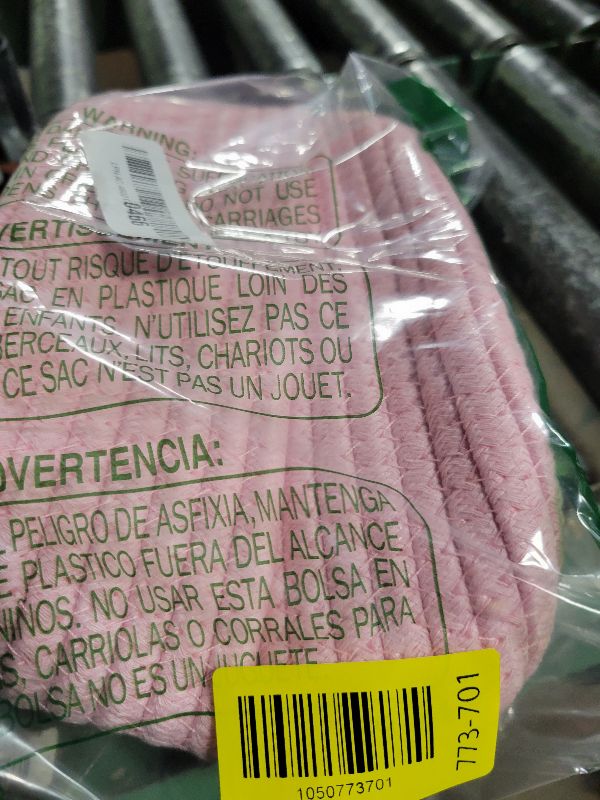 WARNING:
SUFFOCATION
DO NOT USE
CARRIAGES
TOUT RISQUE D'ÉTOUFFEMENT.
SAC EN PLASTIQUE LOIN DES
ENFANTS. N'UTILISEZ PAS CE
BERCEAUX, LITS, CHARIOTS OU
CE SAC N'EST PAS UN JOUET.
DVERTENCIA:
PELIGRO DE ASFIXIA, MANTENGA
E PLASTICO FUERA DEL ALCANCE
NIÑOS. NO USAR ESTA BOLSA EN
S, CARRIOLAS O CORRALES PARA
BOLSA NO ES UN JUGUETE.
1050773701
773-701